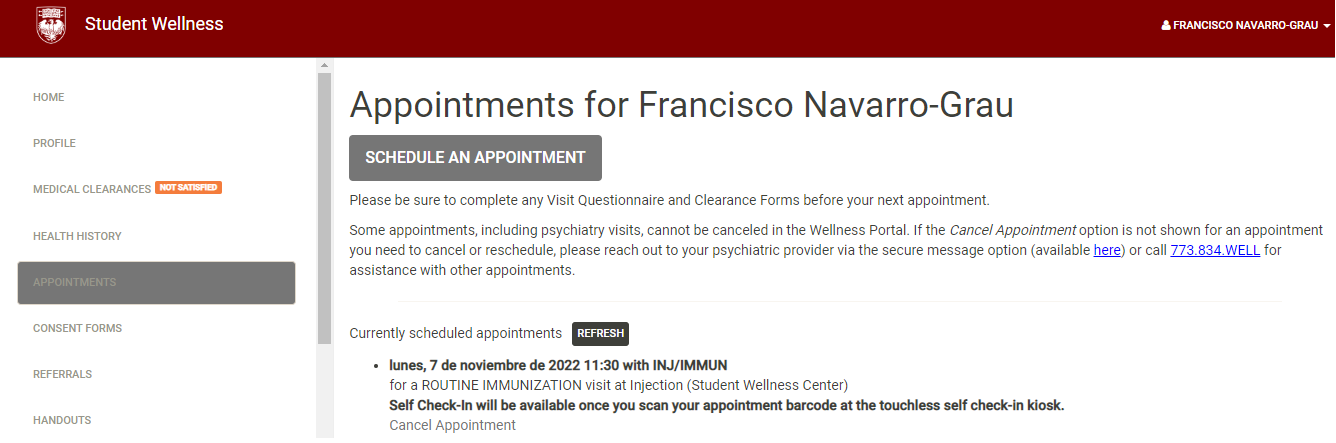 Student Wellness
FRANCISCO NAVARRO-GRAU
HOME
PROFILE
MEDICAL CLEARANCES NOT SATISFIED
HEALTH HISTORY
APPOINTMENTS
CONSENT FORMS
REFERRALS
HANDOUTS
Appointments for Francisco Navarro-Grau
SCHEDULE AN APPOINTMENT
Please be sure to complete any Visit Questionnaire and Clearance Forms before your next appointment.
Some appointments, including psychiatry visits, cannot be canceled in the Wellness Portal. If the Cancel Appointment option is not shown for an appointment
you need to cancel or reschedule, please reach out to your psychiatric provider via the secure message option (available here) or call 773.834.WELL for
assistance with other appointments.
Currently scheduled appointments REFRESH
• lunes, 7 de noviembre de 2022 11:30 with INJ/IMMUN
for a ROUTINE IMMUNIZATION visit at Injection (Student Wellness Center)
Self Check-In will be available once you scan your appointment barcode at the touchless self check-in kiosk.
Cancel Appointment